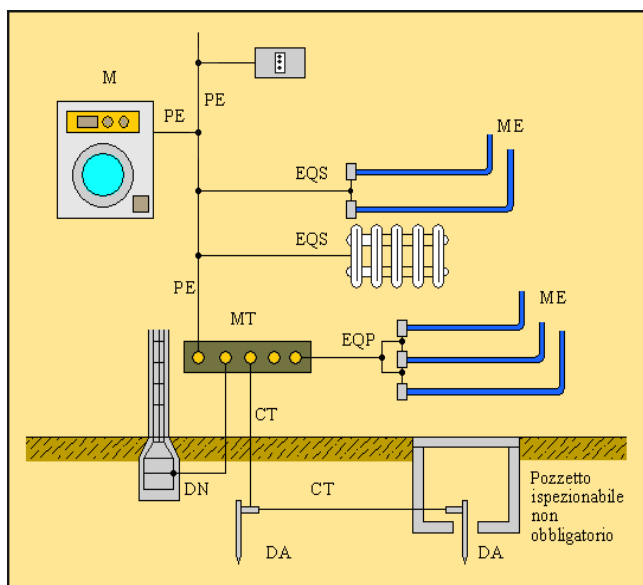 M
PE
PE
ME
EQS
EQS
PE
MT
ME
EQP
CT
DN
CT
DA
DA
Pozzetto
ispezionabile
non
obbligatorio